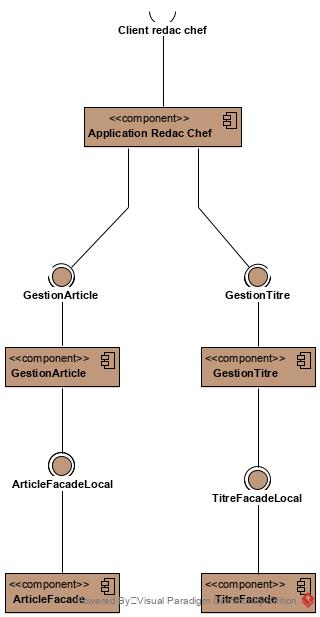 Client redac chef
<<component>>
Application Redac Chef
GestionArticle
GestionTitre
<<component>>
GestionArticle
<<component>>
GestionTitre
ArticleFacadeLocal
TitreFacadeLocal
<<component>>
ArticleFacade
<<component>>
TitreFacade
Powered By Visual Paradigm Community Edition